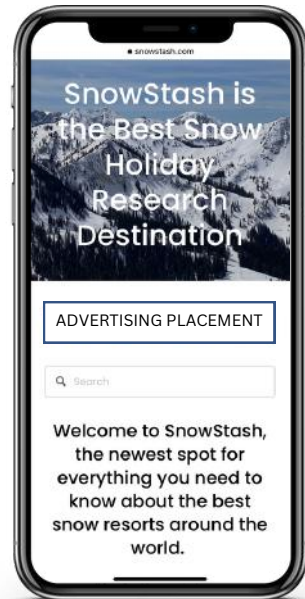 snowstash.com
SnowStash is
the Best Snow
Holiday
Research
Destination
ADVERTISING PLACEMENT
Search
Welcome to SnowStash,
the newest spot for
everything you need to
know about the best
snow resorts around the
world.